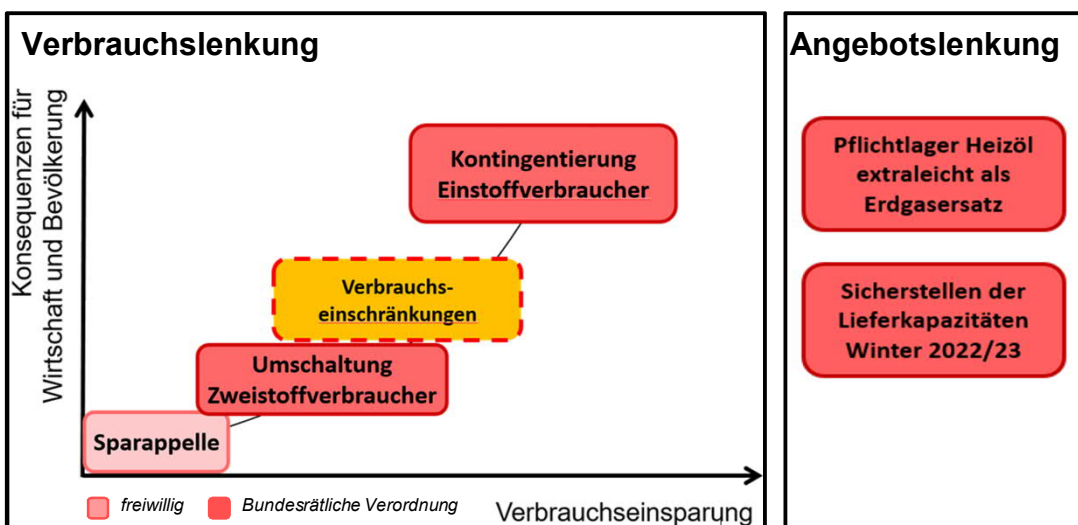 Verbrauchslenkung
Konsequenzen für
Wirtschaft und Bevölkerung
Kontingentierung
Einstoffverbraucher
Verbrauchs-
einschränkungen
Umschaltung
Zweistoffverbraucher
Sparappelle
freiwillig
Bundesrätliche Verordnung
Verbrauchseinsparung
Angebotslenkung
Pflichtlager Heizöl
extraleicht als
Erdgasersatz
Sicherstellen der
Lieferkapazitäten
Winter 2022/23